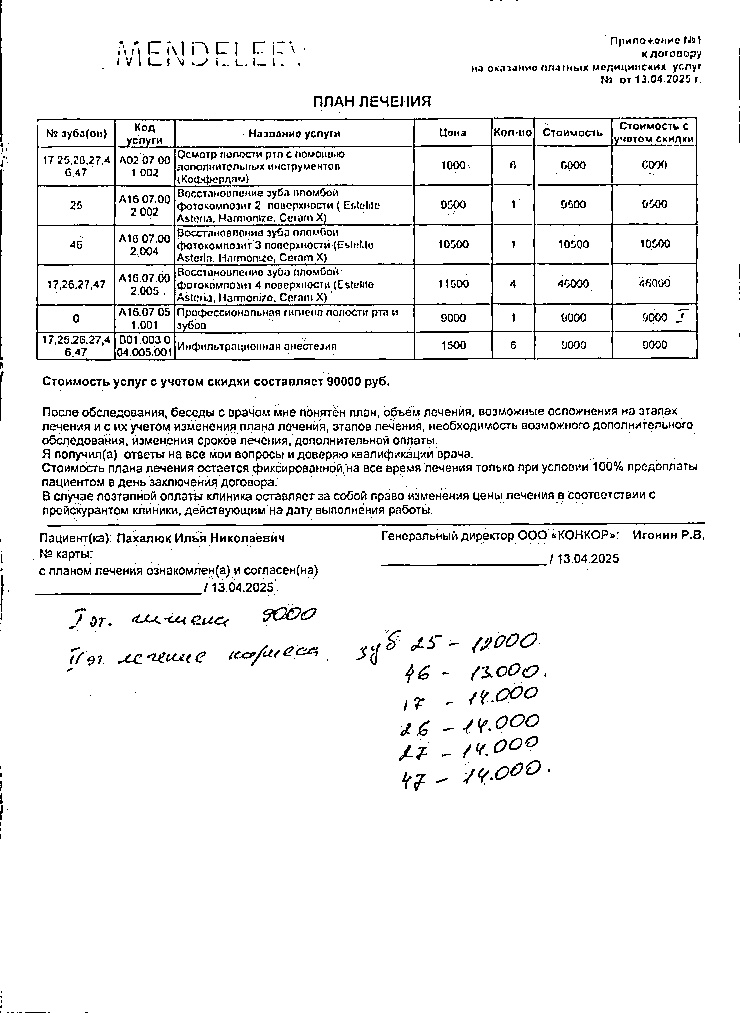 MENDELEEV
Приложение №1
к договору
на оказание платных медицинских услуг
№ от 13.04.2025 г.
ПЛАН ЛЕЧЕНИЯ
№ зуба(ов) Код услуги Название услуги Цена Кол-во Стоимость Стоимость с учетом скидки
17,25,26,27,46,47 A02.07.001.002 Осмотр полости рта с помощью дополнительных инструментов (Коффердам) 1000 6 6000 6000
25 A16.07.002.002 Восстановление зуба пломбой фотокомпозит 2 поверхности ( Estelite Asteria, Harmonize, Ceram X) 9500 1 9500 9500
46 A16.07.002.004 Восстановление зуба пломбой фотокомпозит 3 поверхности (Estelite Asteria, Harmonize, Ceram X) 10500 1 10500 10500
17,26,27,47 A16.07.002.005 Восстановление зуба пломбой фотокомпозит 4 поверхности (Estelite Asteria, Harmonize, Ceram X) 11500 4 46000 46000
0 A16.07.051.001 Профессиональная гигиена полости рта и зубов 9000 1 9000 9000 I
17,25,26,27,46,47 B01.003.004.005.001 Инфильтрационная анестезия 1500 6 9000 9000
Стоимость услуг с учетом скидки составляет 90000 руб.
После обследования, беседы с врачом мне понятен план, объем лечения, возможные осложнения на этапах
лечения и с их учетом изменения плана лечения, этапов лечения, необходимость возможного дополнительного
обследования, изменения сроков лечения, дополнительной оплаты.
Я получил(а) ответы на все мои вопросы и доверяю квалификации врача.
Стоимость плана лечения остается фиксированной на все время лечения только при условии 100% предоплаты
пациентом в день заключения договора.
В случае поэтапной оплаты клиника оставляет за собой право изменения цены лечения в соответствии с
прейскурантом клиники, действующим на дату выполнения работы.
Пациент(ка): Пахалюк Илья Николаевич
Генеральный директор ООО «КОНКОР»: Игонин Р.В.
№ карты:
/ 13.04.2025
с планом лечения ознакомлен(а) и согласен(на)
/ 13.04.2025
I эт. гигиена 9000
II эт. лечение кариеса зуб 25 - 12000
46 - 13.000.
17 - 14.000
26 - 14.000
27 - 14.000
47 - 14.000.